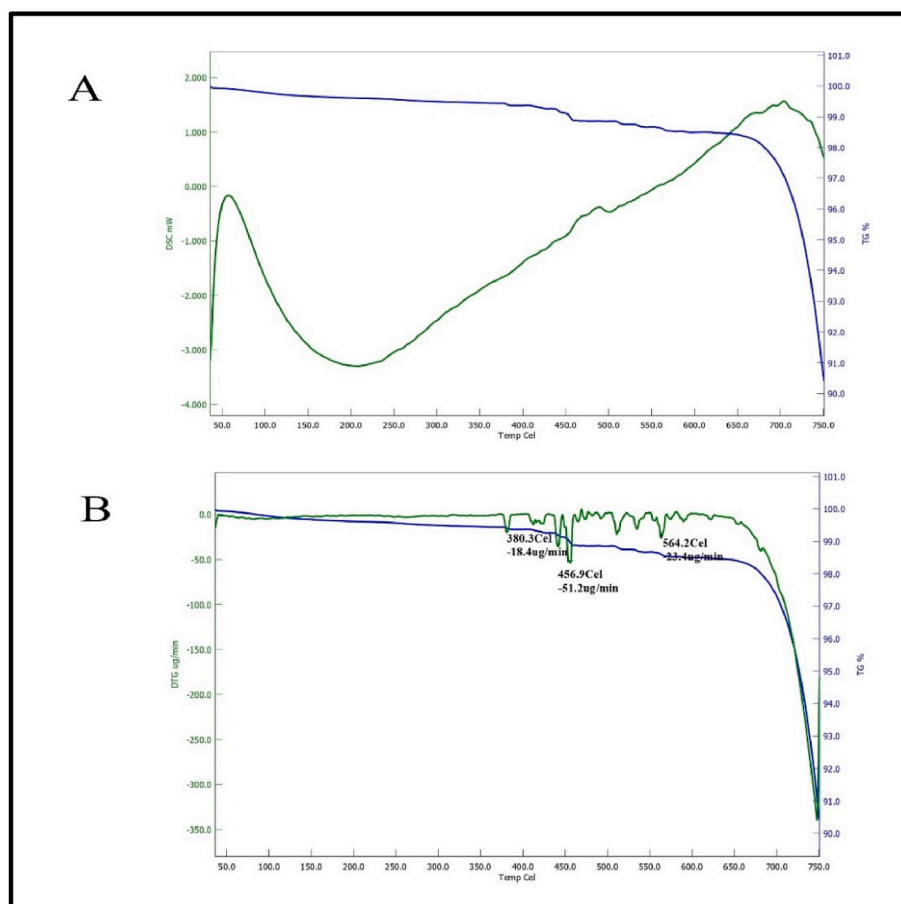 A
2.000
1.000
0.000
-1.000
-2.000
-3.000
-4.000
DSC mW
101.0
100.0
99.0
98.0
97.0
96.0
95.0
94.0
93.0
92.0
91.0
90.0
TG %
50.0 100.0 150.0 200.0 250.0 300.0 350.0 400.0 450.0 500.0 550.0 600.0 650.0 700.0 750.0
Temp Cel
B
0.0
-50.0
-100.0
-150.0
-200.0
-250.0
-300.0
-350.0
DTG ug/min
380.3Cel
-18.4ug/min
456.9Cel
-51.2ug/min
564.2Cel
-23.4ug/min
101.0
100.0
99.0
98.0
97.0
96.0
95.0
94.0
93.0
92.0
91.0
90.0
TG %
50.0 100.0 150.0 200.0 250.0 300.0 350.0 400.0 450.0 500.0 550.0 600.0 650.0 700.0 750.0
Temp Cel